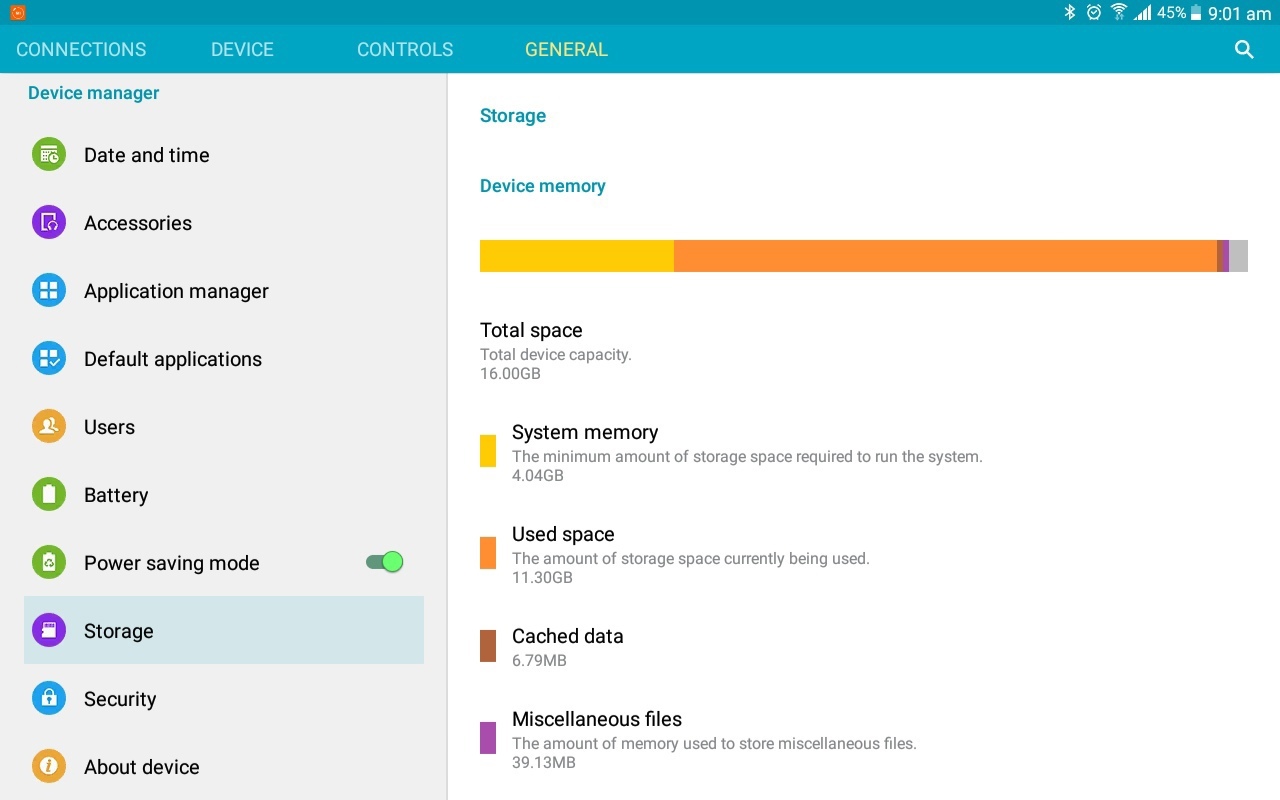 45% 9:01 am
CONNECTIONS DEVICE CONTROLS GENERAL
Device manager
Date and time
Accessories
Application manager
Default applications
Users
Battery
Power saving mode
Storage
Security
About device
Storage
Device memory
Total space
Total device capacity.
16.00GB
System memory
The minimum amount of storage space required to run the system.
4.04GB
Used space
The amount of storage space currently being used.
11.30GB
Cached data
6.79MB
Miscellaneous files
The amount of memory used to store miscellaneous files.
39.13MB